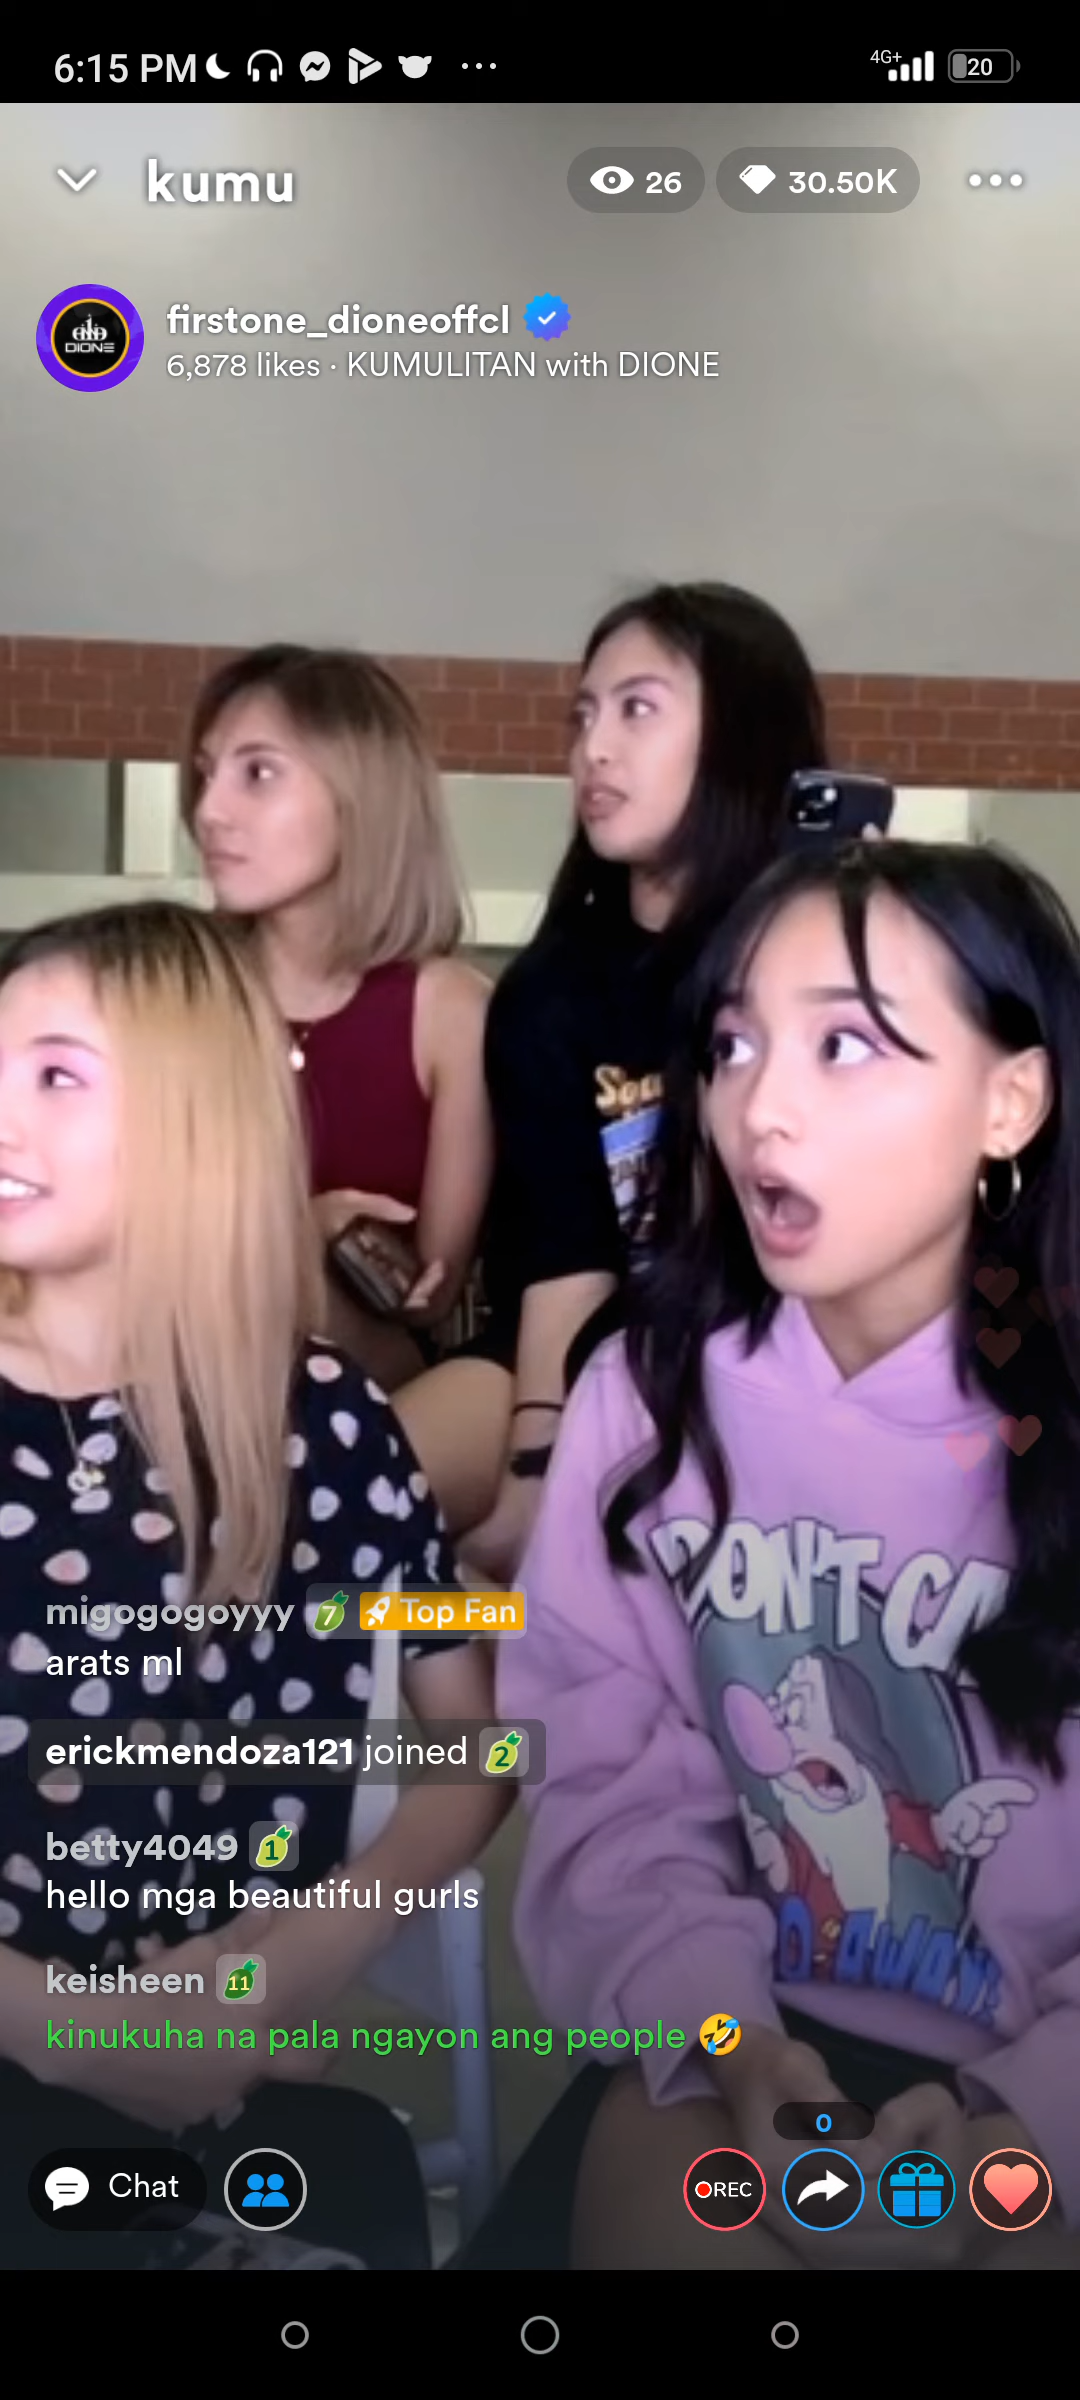 6:15 PM 4G+ 20
kumu 26 30.50K
DIONE
firstone_dioneoffcl
6,878 likes · KUMULITAN with DIONE
DON'T
migogogoyyy 7 Top Fan
arats ml
erickmendoza121 joined 2
betty4049 1
hello mga beautiful gurls
keisheen 11
kinukuha na pala ngayon ang people 🤣
0
Chat REC